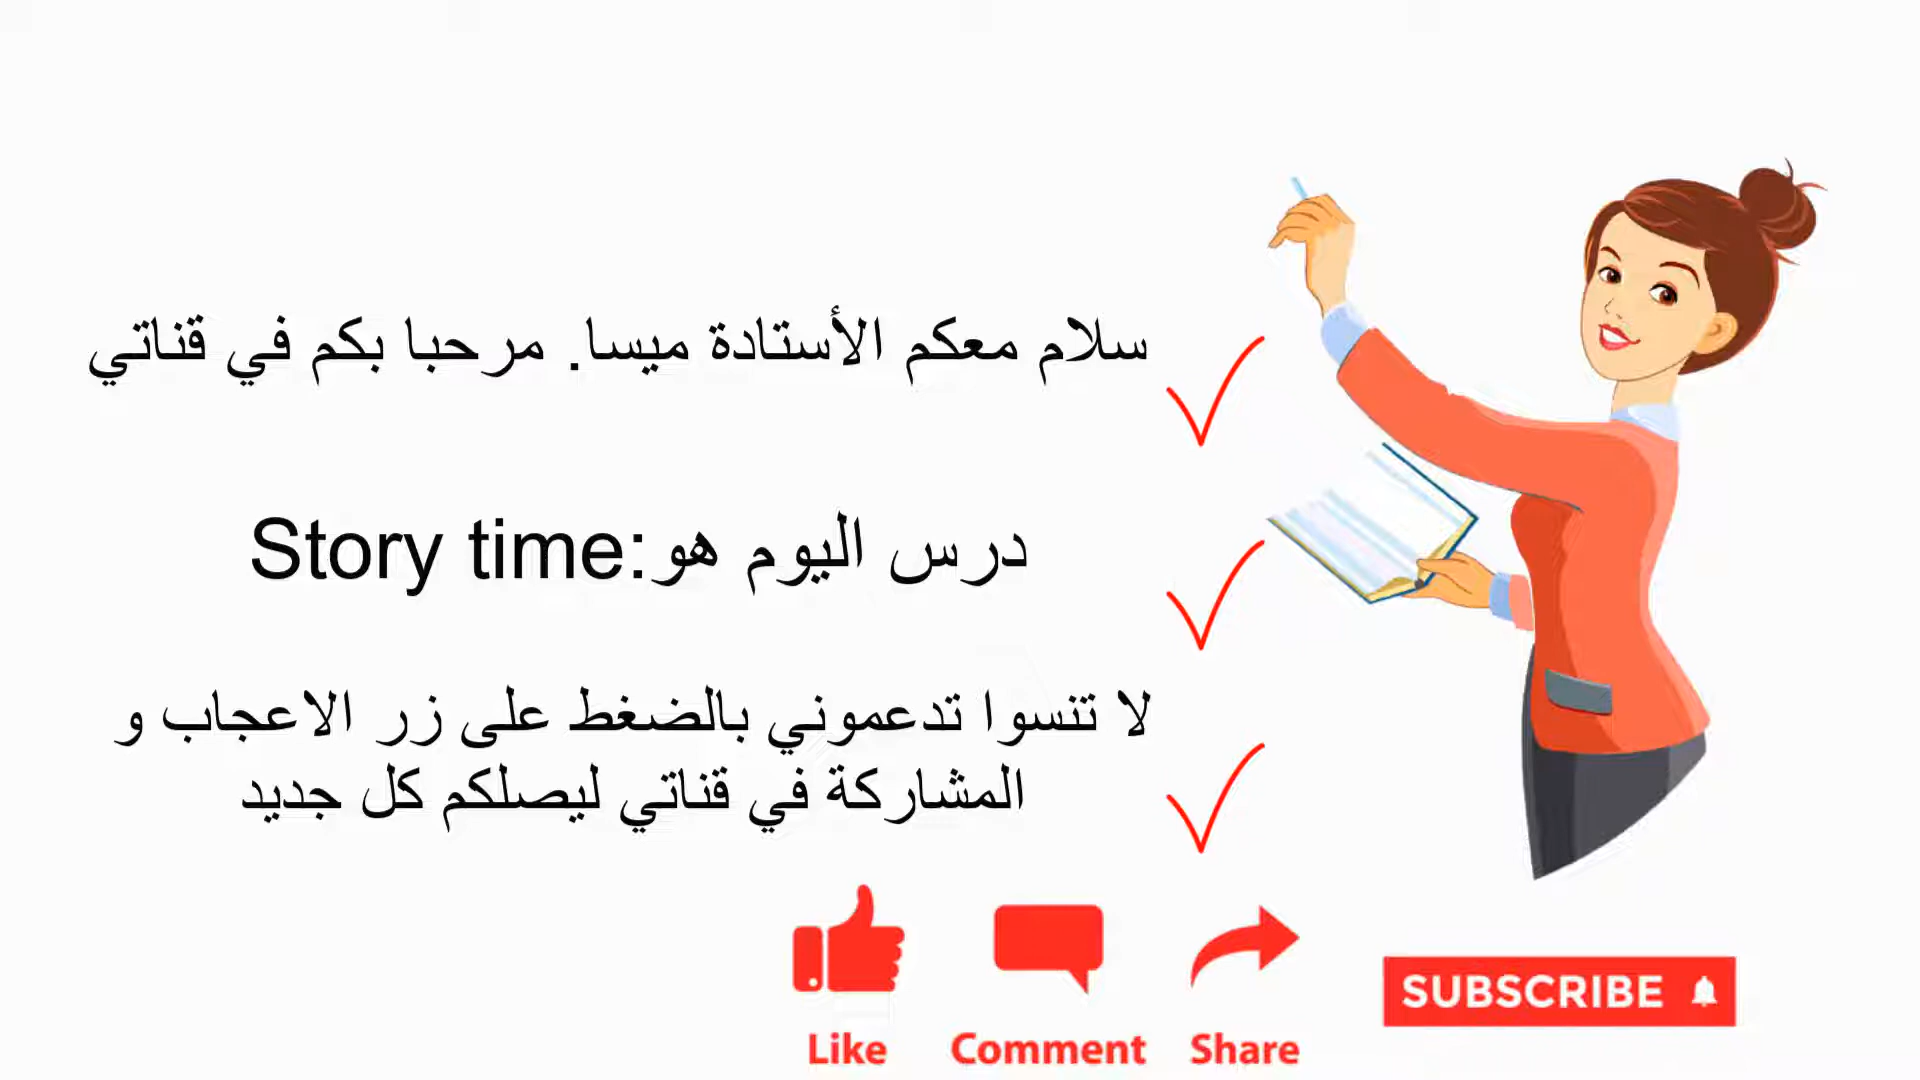 سلام معكم الأستادة ميسا. مرحبا بكم في قناتي
درس اليوم هو:Story time
لا تنسوا تدعموني بالضغط على زر الاعجاب و
المشاركة في قناتي ليصلكم كل جديد
Like Comment Share
SUBSCRIBE